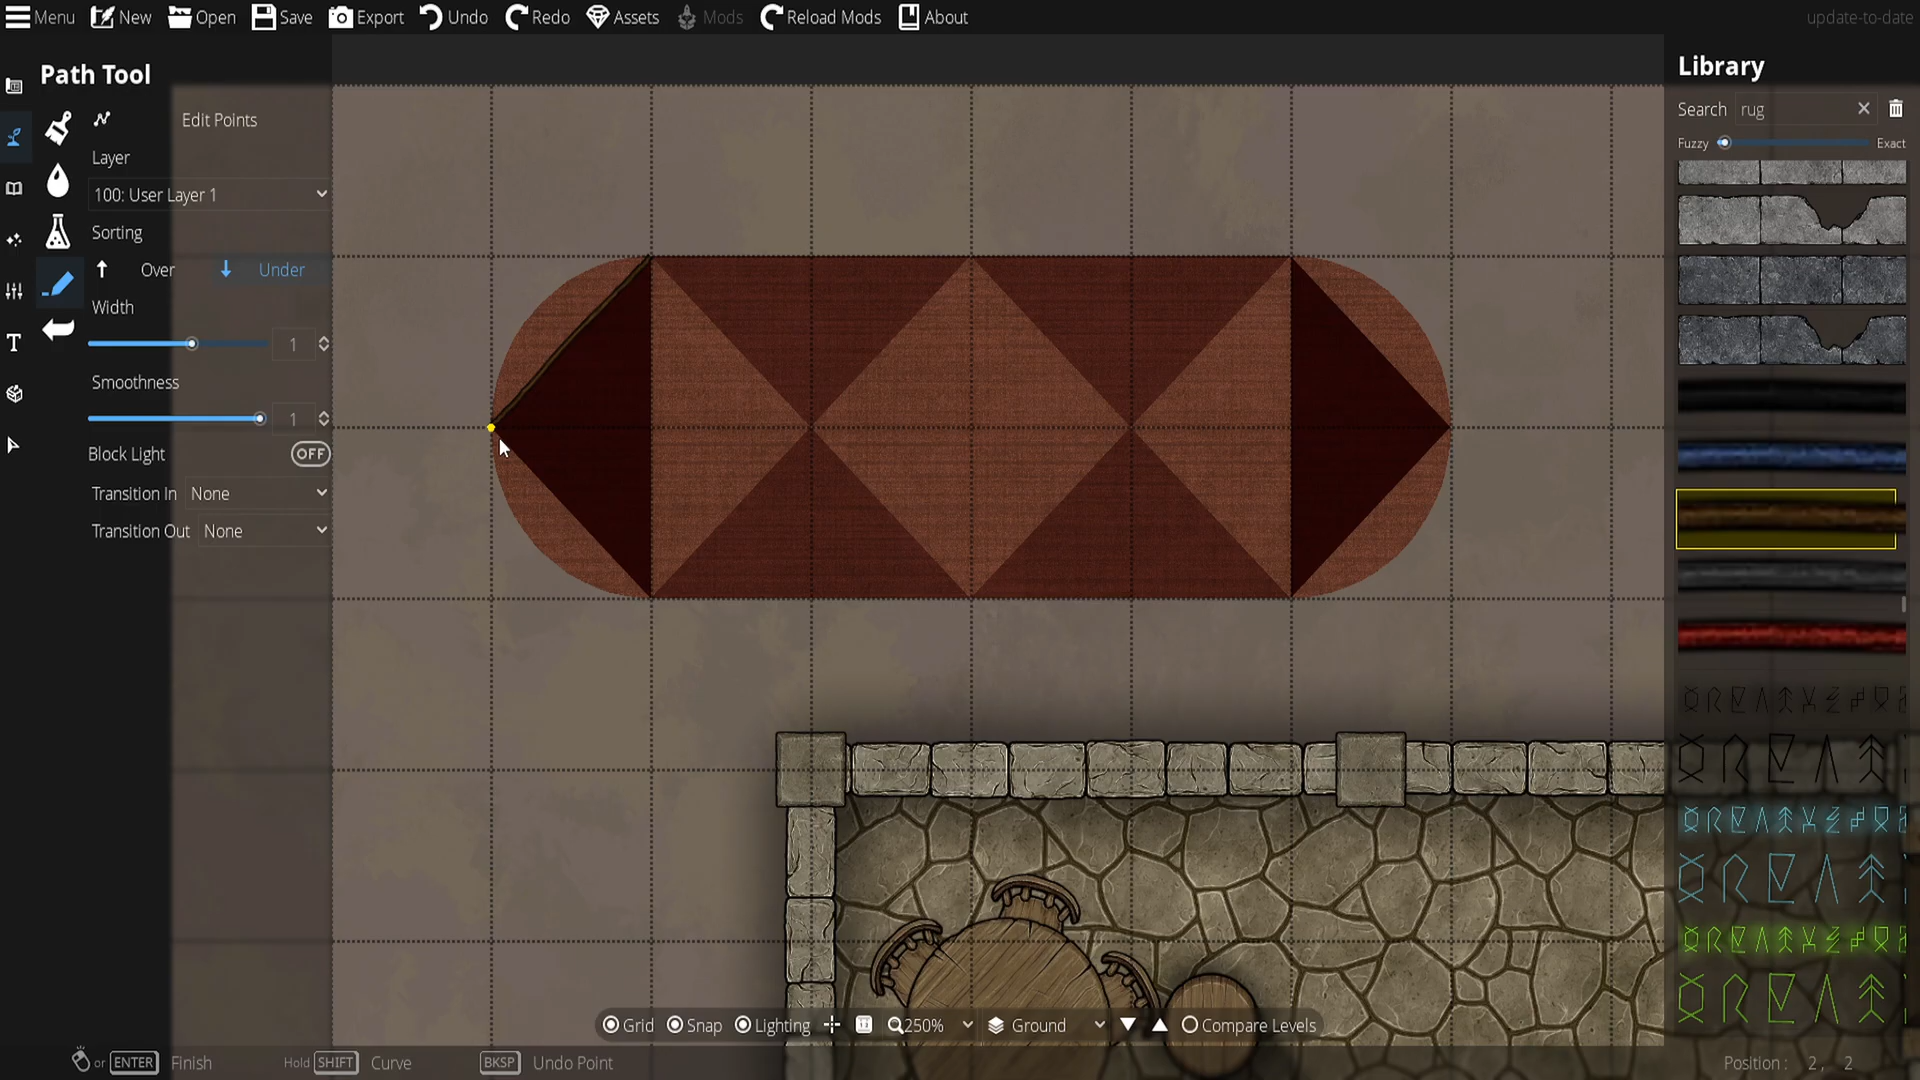 Menu New Open Save Export Undo Redo Assets Mods Reload Mods About update-to-date
Path Tool
Edit Points
Layer
100: User Layer 1
Sorting
Over Under
Width
1
Smoothness
1
Block Light OFF
Transition In None
Transition Out None
Library
Search rug
Fuzzy Exact
Grid Snap Lighting 250% Ground Compare Levels
or ENTER Finish Hold SHIFT Curve BKSP Undo Point
Position : 2 , 2